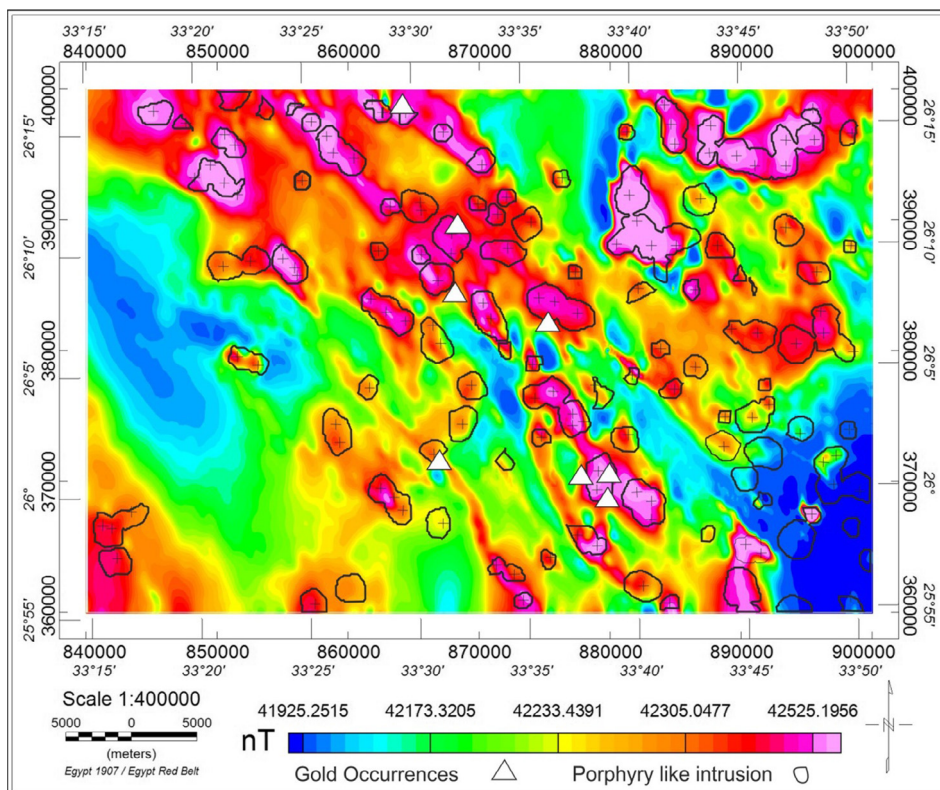 33°15' 33°20' 33°25' 33°30' 33°35' 33°40' 33°45' 33°50'
840000 850000 860000 870000 880000 890000 900000
400000 400000
26°15' 26°15'
390000 390000
26°10' 26°10'
380000 380000
26°5' 26°5'
370000 370000
26° 26°
360000 360000
25°55' 25°55'
840000 850000 860000 870000 880000 890000 900000
33°15' 33°20' 33°25' 33°30' 33°35' 33°40' 33°45' 33°50'
Scale 1:400000
5000 0 5000
(meters)
Egypt 1907 / Egypt Red Belt
41925.2515 42173.3205 42233.4391 42305.0477 42525.1956
nT
Gold Occurrences
Porphyry like intrusion
N